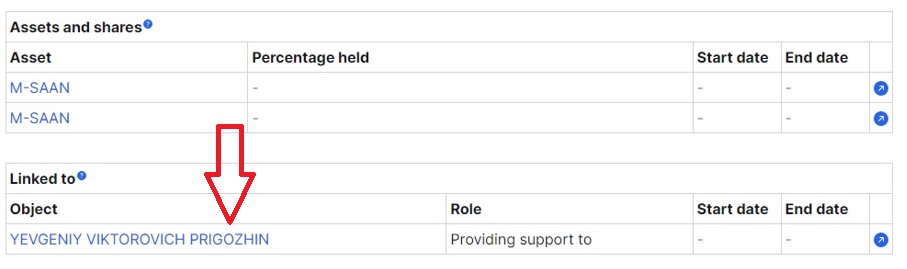 Assets and shares?
Asset Percentage held Start date End date
M-SAAN - - -
M-SAAN - - -
Linked to?
Object Role Start date End date
YEVGENIY VIKTOROVICH PRIGOZHIN Providing support to - -